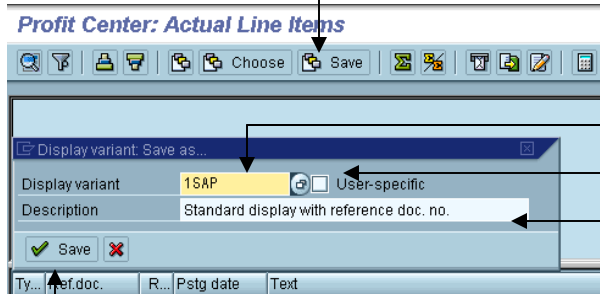 Profit Center: Actual Line Items
Choose Save
Display variant: Save as...
Display variant 1SAP User-specific
Description Standard display with reference doc. no.
Save
Ty... Ref.doc. R... Pstg date Text